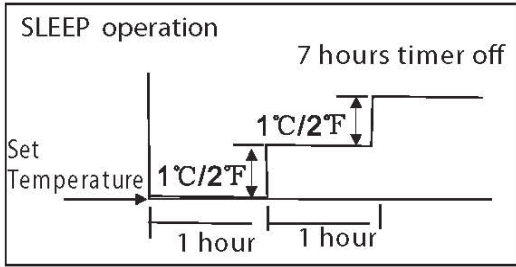 SLEEP operation
7 hours timer off
1℃/2℉
Set
Temperature
1℃/2℉
1 hour
1 hour